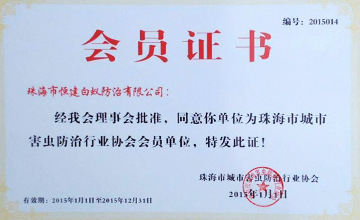 编号：2015014
会员证书
珠海市恒建白蚁防治有限公司：
经我会理事会批准，同意你单位为珠海市城市
害虫防治行业协会会员单位，特发此证！
珠海市城市害虫防治行业协会
2015年1月1日
有效期：2015年1月1日至2015年12月31日